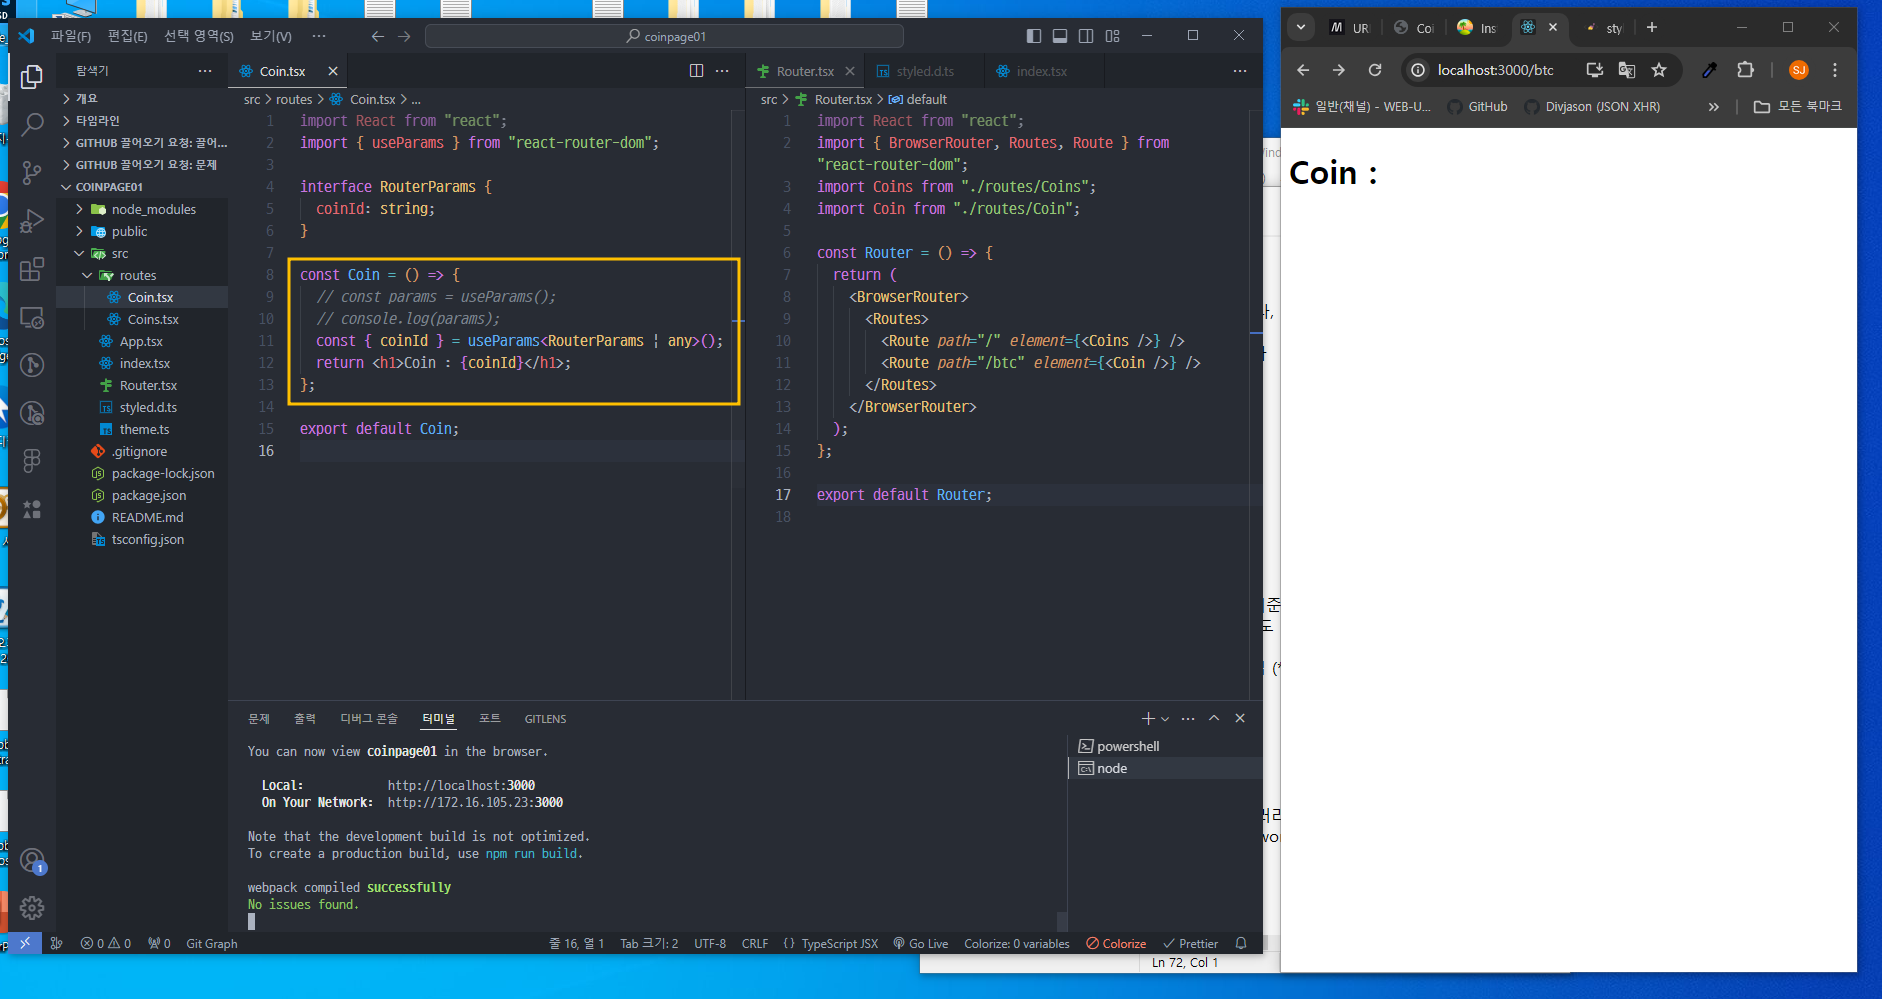 파일(F) 편집(E) 선택 영역(S) 보기(V) ··· coinpage01
탐색기 ···
개요
타임라인
GITHUB 끌어오기 요청: 끌어...
GITHUB 끌어오기 요청: 문제
COINPAGE01
node_modules
public
src
routes
Coin.tsx
Coins.tsx
App.tsx
index.tsx
Router.tsx
styled.d.ts
theme.ts
.gitignore
package-lock.json
package.json
README.md
tsconfig.json
Coin.tsx
src > routes > Coin.tsx > ...
1 import React from "react";
2 import { useParams } from "react-router-dom";
3
4 interface RouterParams {
5 coinId: string;
6 }
7
8 const Coin = () => {
9 // const params = useParams();
10 // console.log(params);
11 const { coinId } = useParams<RouterParams | any>();
12 return <h1>Coin : {coinId}</h1>;
13 };
14
15 export default Coin;
16
Router.tsx styled.d.ts index.tsx
src > Router.tsx > default
1 import React from "react";
2 import { BrowserRouter, Routes, Route } from
"react-router-dom";
3 import Coins from "./routes/Coins";
4 import Coin from "./routes/Coin";
5
6 const Router = () => {
7 return (
8 <BrowserRouter>
9 <Routes>
10 <Route path="/" element={<Coins />} />
11 <Route path="/btc" element={<Coin />} />
12 </Routes>
13 </BrowserRouter>
14 );
15 };
16
17 export default Router;
18
문제 출력 디버그 콘솔 터미널 포트 GITLENS
You can now view coinpage01 in the browser.
Local: http://localhost:3000
On Your Network: http://172.16.105.23:3000
Note that the development build is not optimized.
To create a production build, use npm run build.
webpack compiled successfully
No issues found.
powershell
node
0 0 0 Git Graph 줄 16, 열 1 Tab 크기: 2 UTF-8 CRLF {} TypeScript JSX Go Live Colorize: 0 variables Colorize Prettier
Ln 72, Col 1
UR Coi Ins sty
localhost:3000/btc SJ
일반(채널) - WEB-U... GitHub Divjason (JSON XHR) » 모든 북마크
Coin :